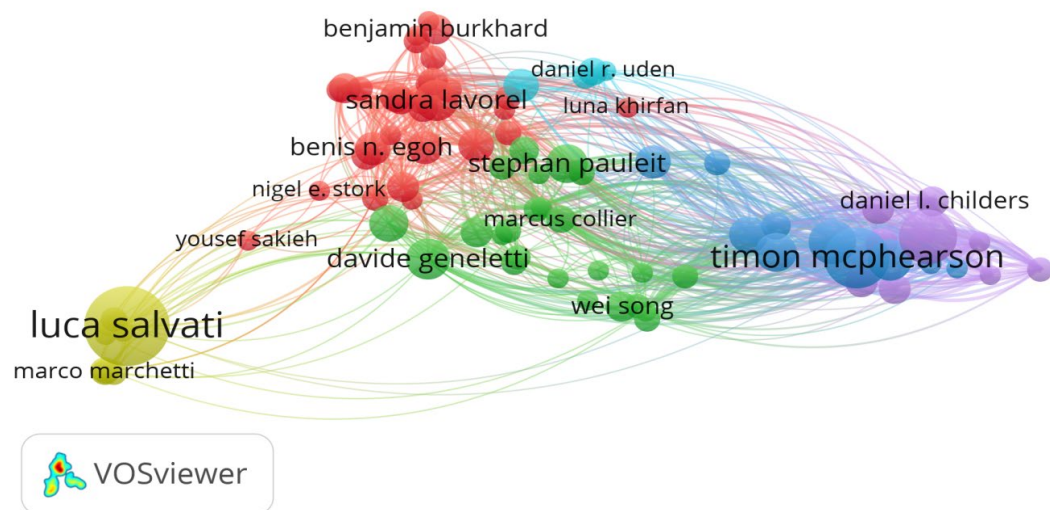 benjamin burkhard
daniel r. uden
sandra lavorel
luna khirfan
benis n. egoh
stephan pauleit
nigel e. stork
daniel l. childers
marcus collier
yousef sakieh
davide geneletti
timon mcphearson
wei song
luca salvati
marco marchetti
VOSviewer